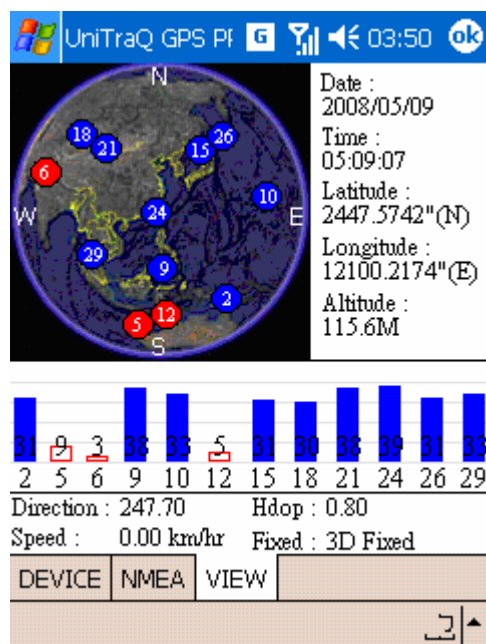 UniTraQ GPS PI G 03:50 ok
N
18
21
15
26
6
10
W
24
E
29
9
2
5
12
S
Date :
2008/05/09
Time :
05:09:07
Latitude :
2447.5742"(N)
Longitude :
12100.2174"(E)
Altitude :
115.6M
31 9 3 38 33 5 31 30 38 39 31 33
2 5 6 9 10 12 15 18 21 24 26 29
Direction : 247.70 Hdop : 0.80
Speed : 0.00 km/hr Fixed : 3D Fixed
DEVICE NMEA VIEW